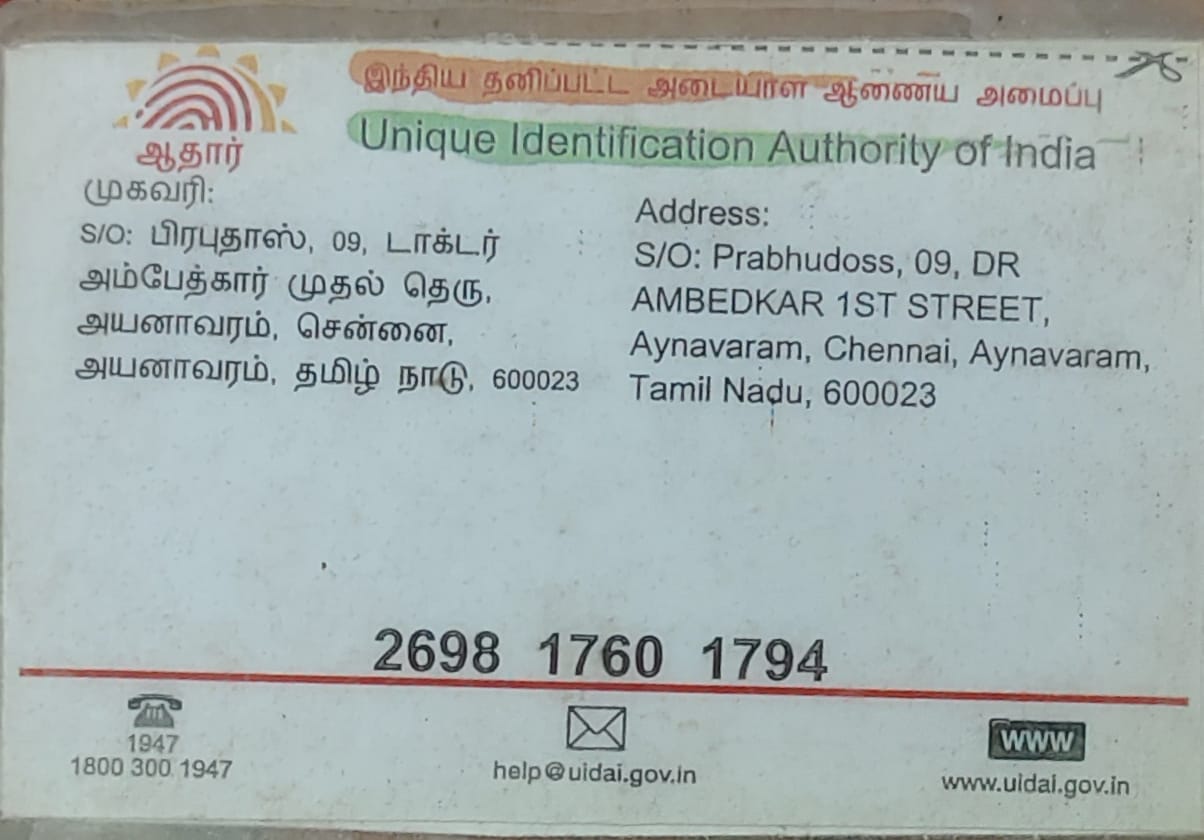 இந்திய தனிப்பட்ட அடையாள ஆணைய அமைப்பு
Unique Identification Authority of India
ஆதார்
முகவரி:
S/O: பிரபுதாஸ், 09, டாக்டர்
அம்பேத்கார் முதல் தெரு,
அயனாவரம், சென்னை,
அயனாவரம், தமிழ் நாடு, 600023
Address:
S/O: Prabhudoss, 09, DR
AMBEDKAR 1ST STREET,
Aynavaram, Chennai, Aynavaram,
Tamil Nadu, 600023
2698 1760 1794
1947
1800 300 1947
help@uidai.gov.in
www
www.uidai.gov.in